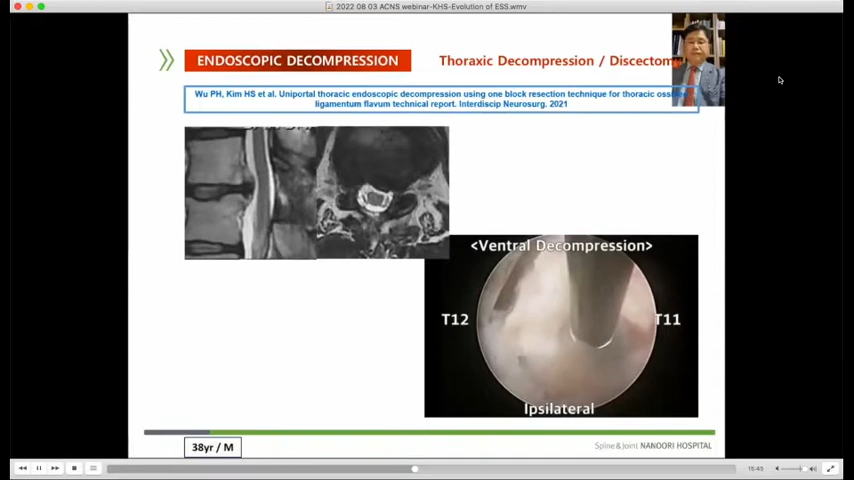 2022 08 03 ACNS webinar-KHS-Evolution of ESS.wmv
ENDOSCOPIC DECOMPRESSION
Thoraxic Decompression / Discectom
Wu PH, Kim HS et al. Uniportal thoracic endoscopic decompression using one block resection technique for thoracic
ligamentum flavum technical report. Interdiscip Neurosurg. 2021
<Ventral Decompression>
T12
T11
Ipsilateral
38yr / M
Spine & Joint NANOORI HOSPITAL
15:45